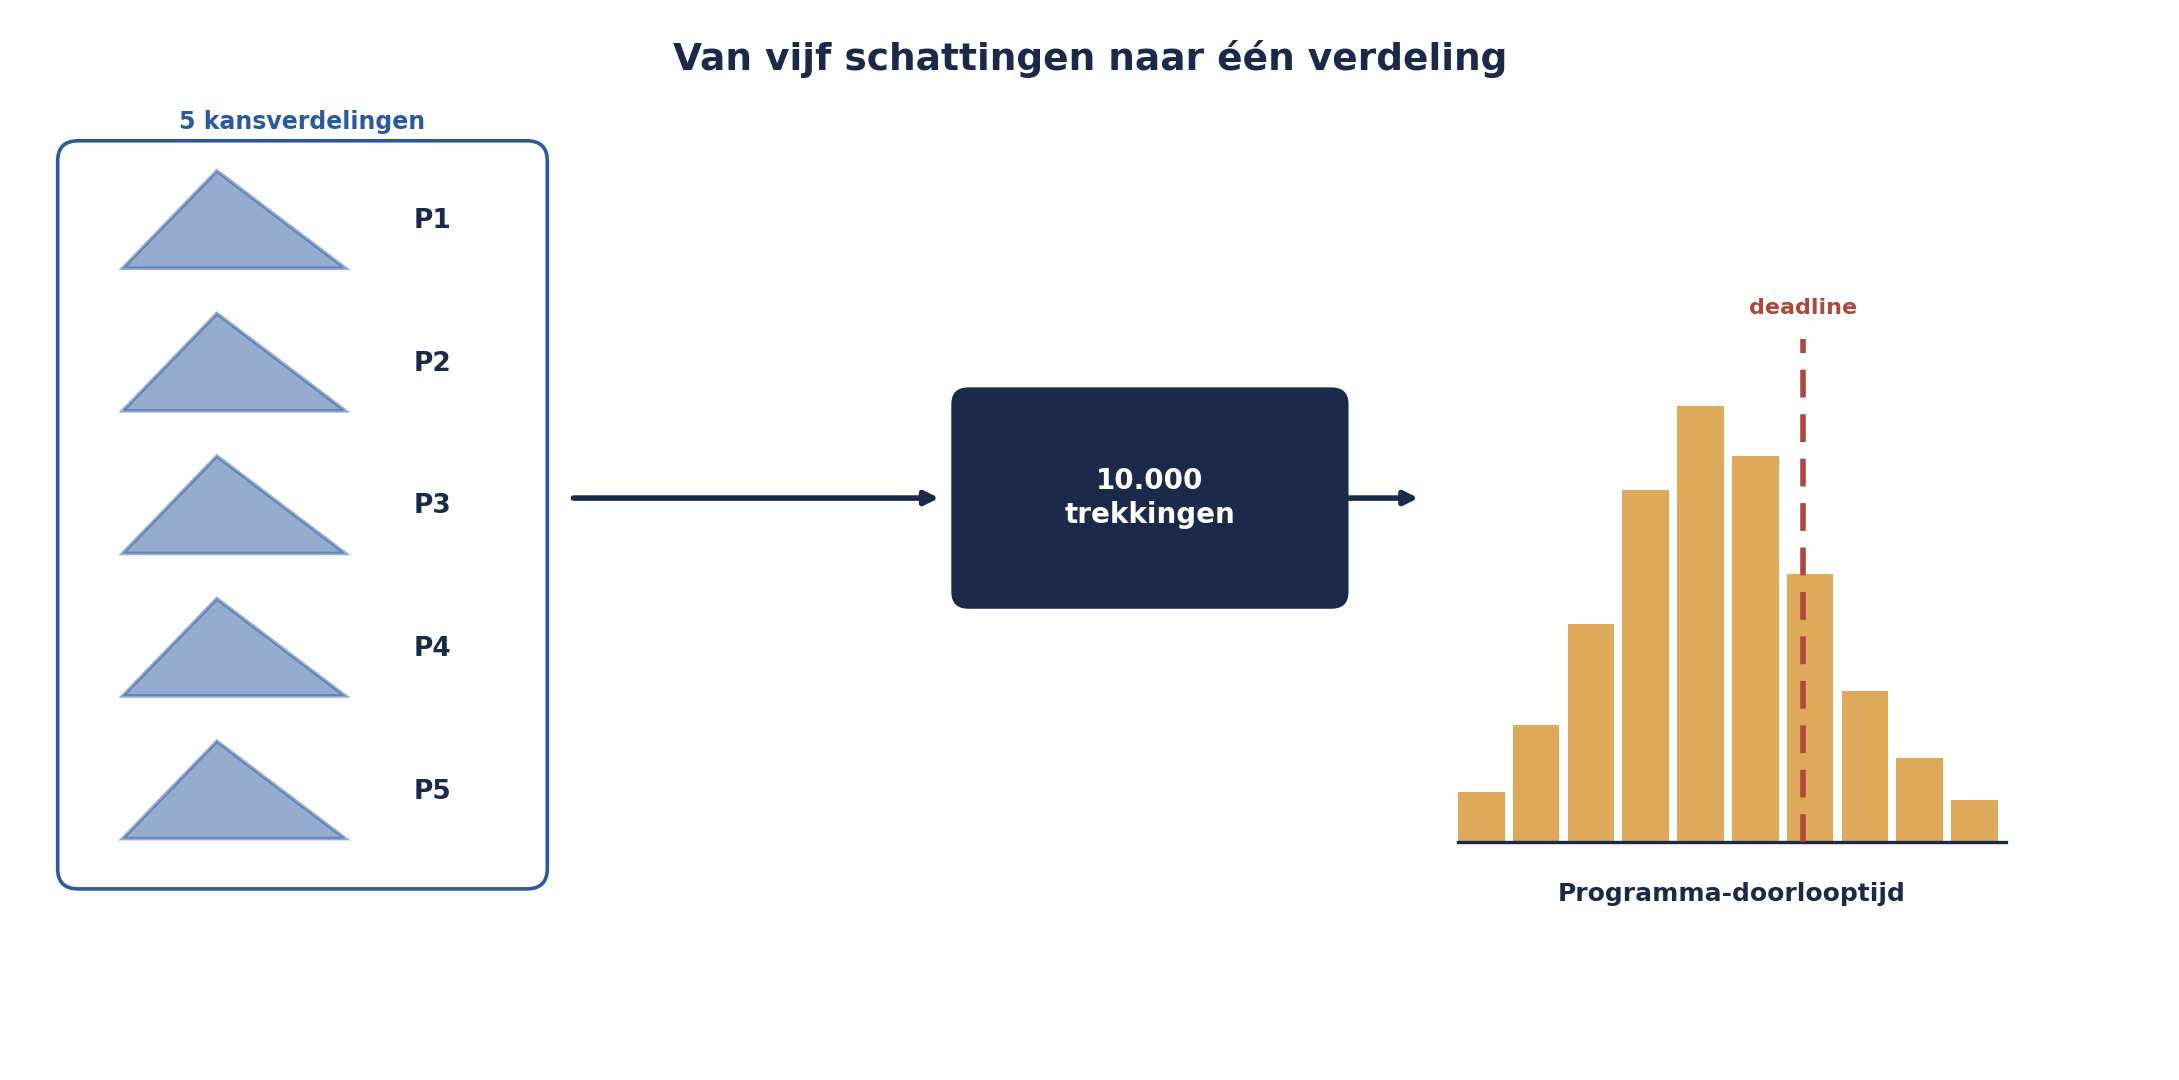 Van vijf schattingen naar één verdeling
5 kansverdelingen
P1
P2
P3
P4
P5
10.000
trekkingen
deadline
Programma-doorlooptijd